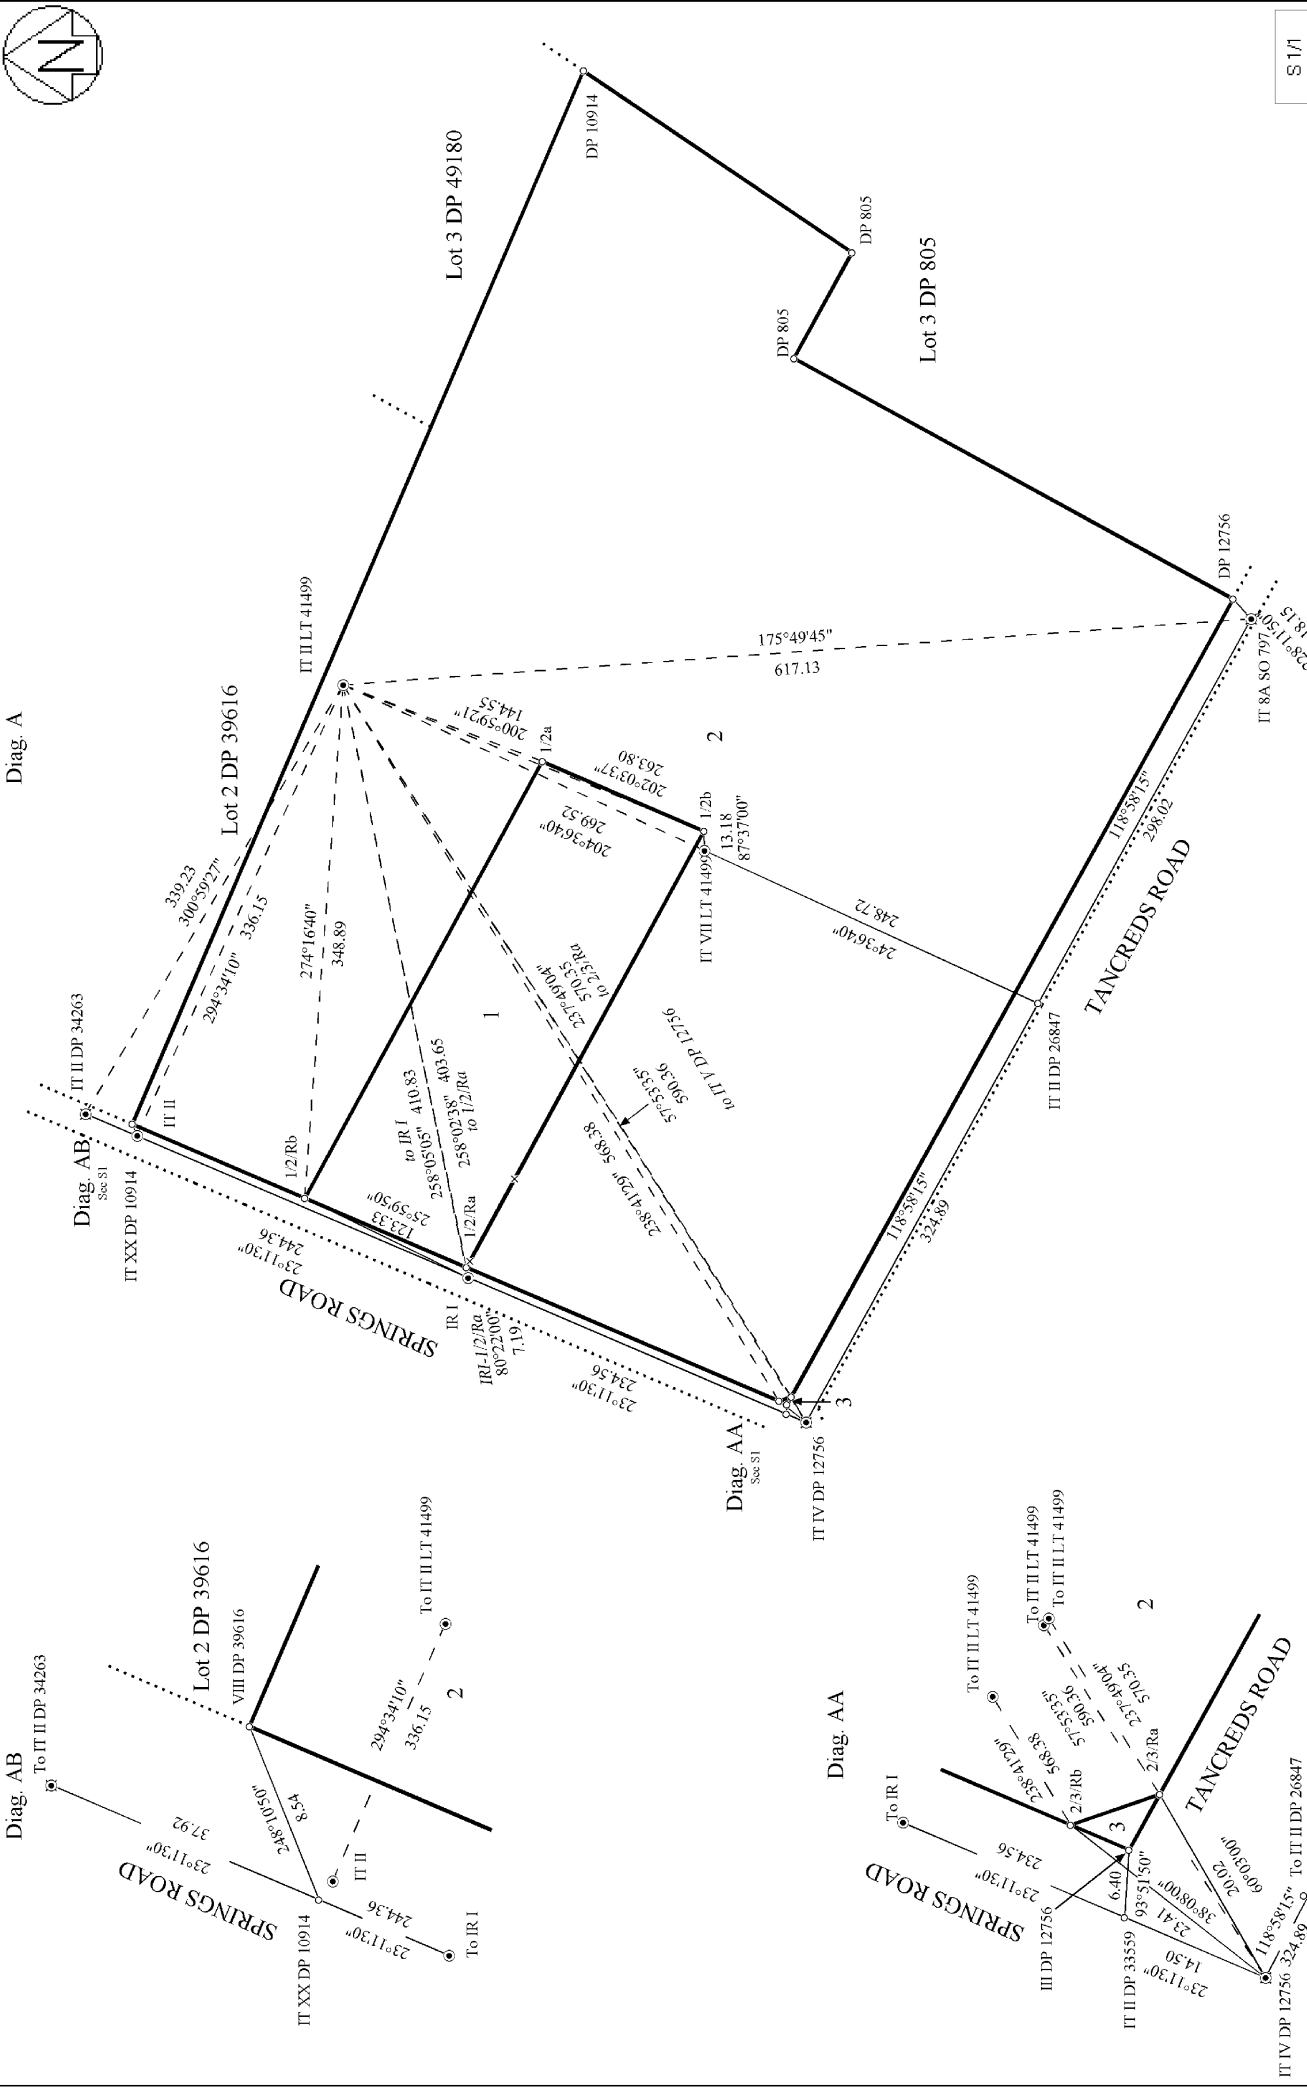 Diag. A
N
Lot 3 DP 49180
DP 10914
DP 805
DP 805
Lot 3 DP 805
Lot 2 DP 39616
IT II LT 41499
339.23
300°59'27"
336.15
294°34'10"
IT II DP 34263
Diag. AB
See S1
IT II
IT XX DP 10914
274°16'40"
348.89
1/2/Rb
244.36
23°11'30"
SPRINGS ROAD
123.33
25°59'50"
to IR I
258°05'05" 410.83
258°02'38" 403.65
to 1/2/Ra
1/2/Ra
IR I
IRI-1/2/Ra
80°22'00"
7.19
234.56
23°11'30"
1
1/2a
144.55
200°59'21"
263.80
202°03'37"
269.52
204°36'40"
2
1/2b
13.18
87°37'00"
IT VII LT 41499
175°49'45"
617.13
237°49'04"
570.35
to 2/3/Ra
57°53'35"
590.36
to IT V DP 12756
238°41'29" 568.38
248.72
24°36'40"
118°58'15"
298.02
DP 12756
IT 8A SO 797
228°11'50"
18.15
TANCREDS ROAD
IT II DP 26847
118°58'15"
324.89
3
Diag. AA
See S1
IT IV DP 12756
Diag. AB
To IT II DP 34263
Lot 2 DP 39616
VIII DP 39616
37.92
23°11'30"
SPRINGS ROAD
248°10'50"
8.54
IT II
294°34'10"
336.15
To IT II LT 41499
2
IT XX DP 10914
244.36
23°11'30"
To IR I
Diag. AA
To IR I
To IT II LT 41499
To IT II LT 41499
To IT II LT 41499
234.56
23°11'30"
SPRINGS ROAD
238°41'29" 568.38
57°53'35"
590.36
237°49'04"
570.35
2
2/3/Rb
2/3/Ra
3
III DP 12756
IT II DP 33559
6.40
93°51'50"
23.41
38°08'00"
14.50
23°11'30"
20.02
60°03'00"
TANCREDS ROAD
118°58'15"
324.89
To IT II DP 26847
IT IV DP 12756
S 1/1